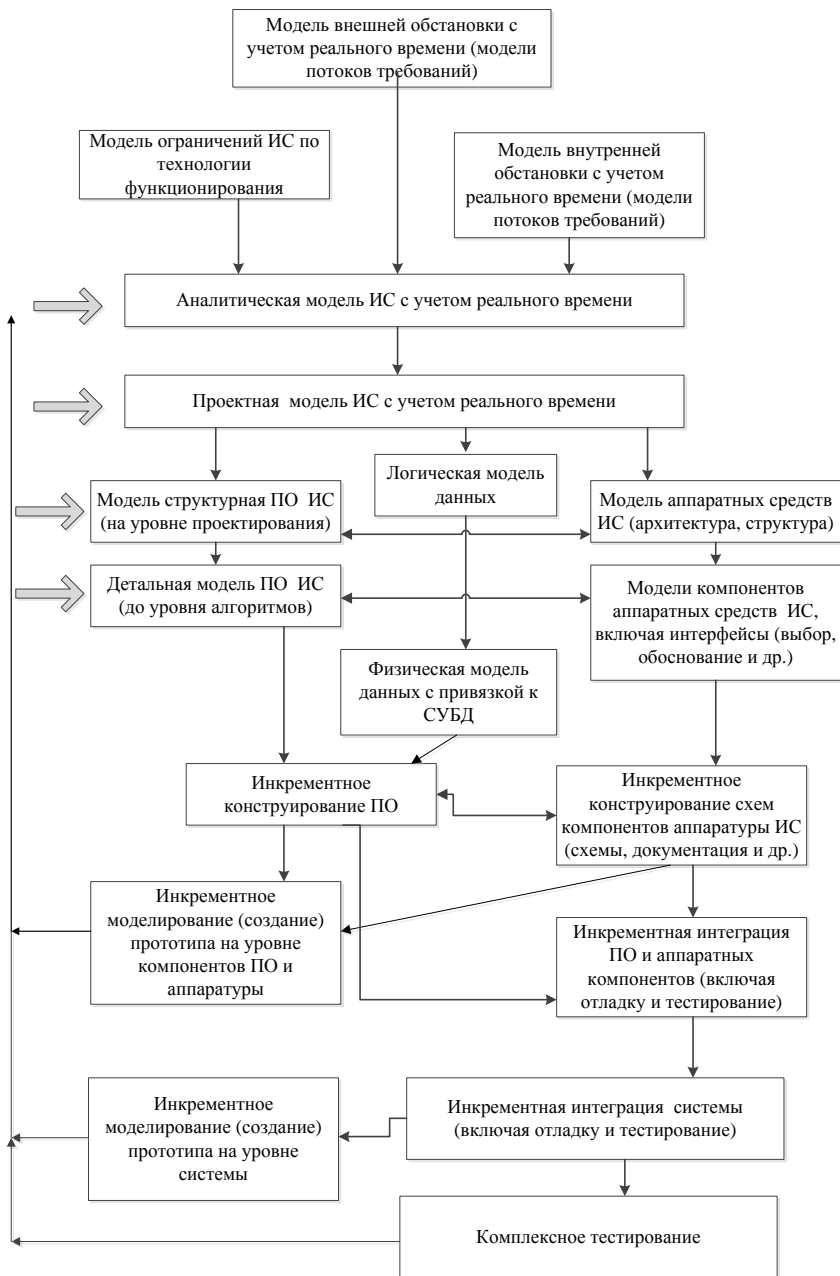 Модель внешней обстановки с
учетом реального времени (модели
потоков требований)
Модель ограничений ИС по
технологии
функционирования
Модель внутренней
обстановки с учетом
реального времени (модели
потоков требований)
Аналитическая модель ИС с учетом реального времени
Проектная модель ИС с учетом реального времени
Логическая модель
данных
Модель структурная ПО ИС
(на уровне проектирования)
Модель аппаратных средств
ИС (архитектура, структура)
Детальная модель ПО ИС
(до уровня алгоритмов)
Модели компонентов
аппаратных средств ИС,
включая интерфейсы (выбор,
обоснование и др.)
Физическая модель
данных с привязкой к
СУБД
Инкрементное
конструирование ПО
Инкрементное
конструирование схем
компонентов аппаратуры ИС
(схемы, документация и др.)
Инкрементное
моделирование (создание)
прототипа на уровне
компонентов ПО и
аппаратуры
Инкрементная интеграция
ПО и аппаратных
компонентов (включая
отладку и тестирование)
Инкрементное
моделирование (создание)
прототипа на уровне
системы
Инкрементная интеграция системы
(включая отладку и тестирование)
Комплексное тестирование